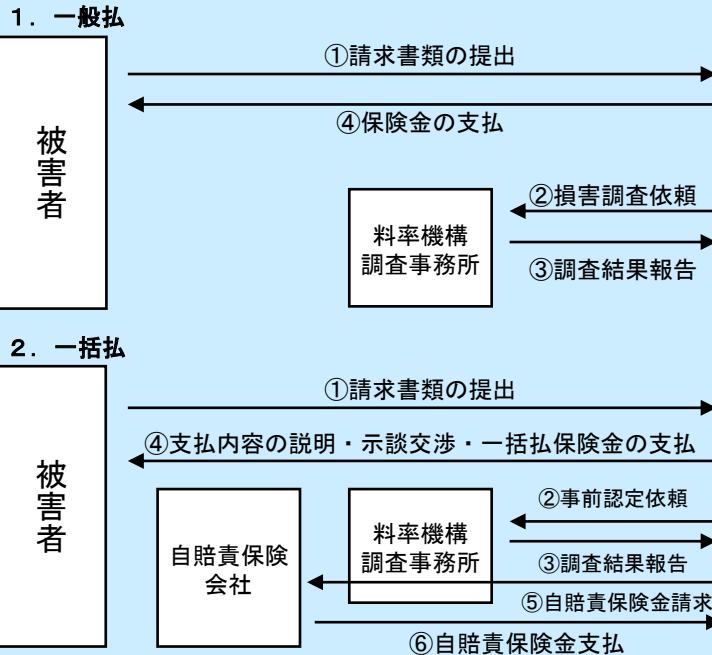 １．一般払
①請求書類の提出
④保険金の支払
被害者
②損害調査依頼
料率機構
調査事務所
③調査結果報告
２．一括払
①請求書類の提出
④支払内容の説明・示談交渉・一括払保険金の支払
被害者
②事前認定依頼
自賠責保険
会社
料率機構
調査事務所
③調査結果報告
⑤自賠責保険金請求
⑥自賠責保険金支払